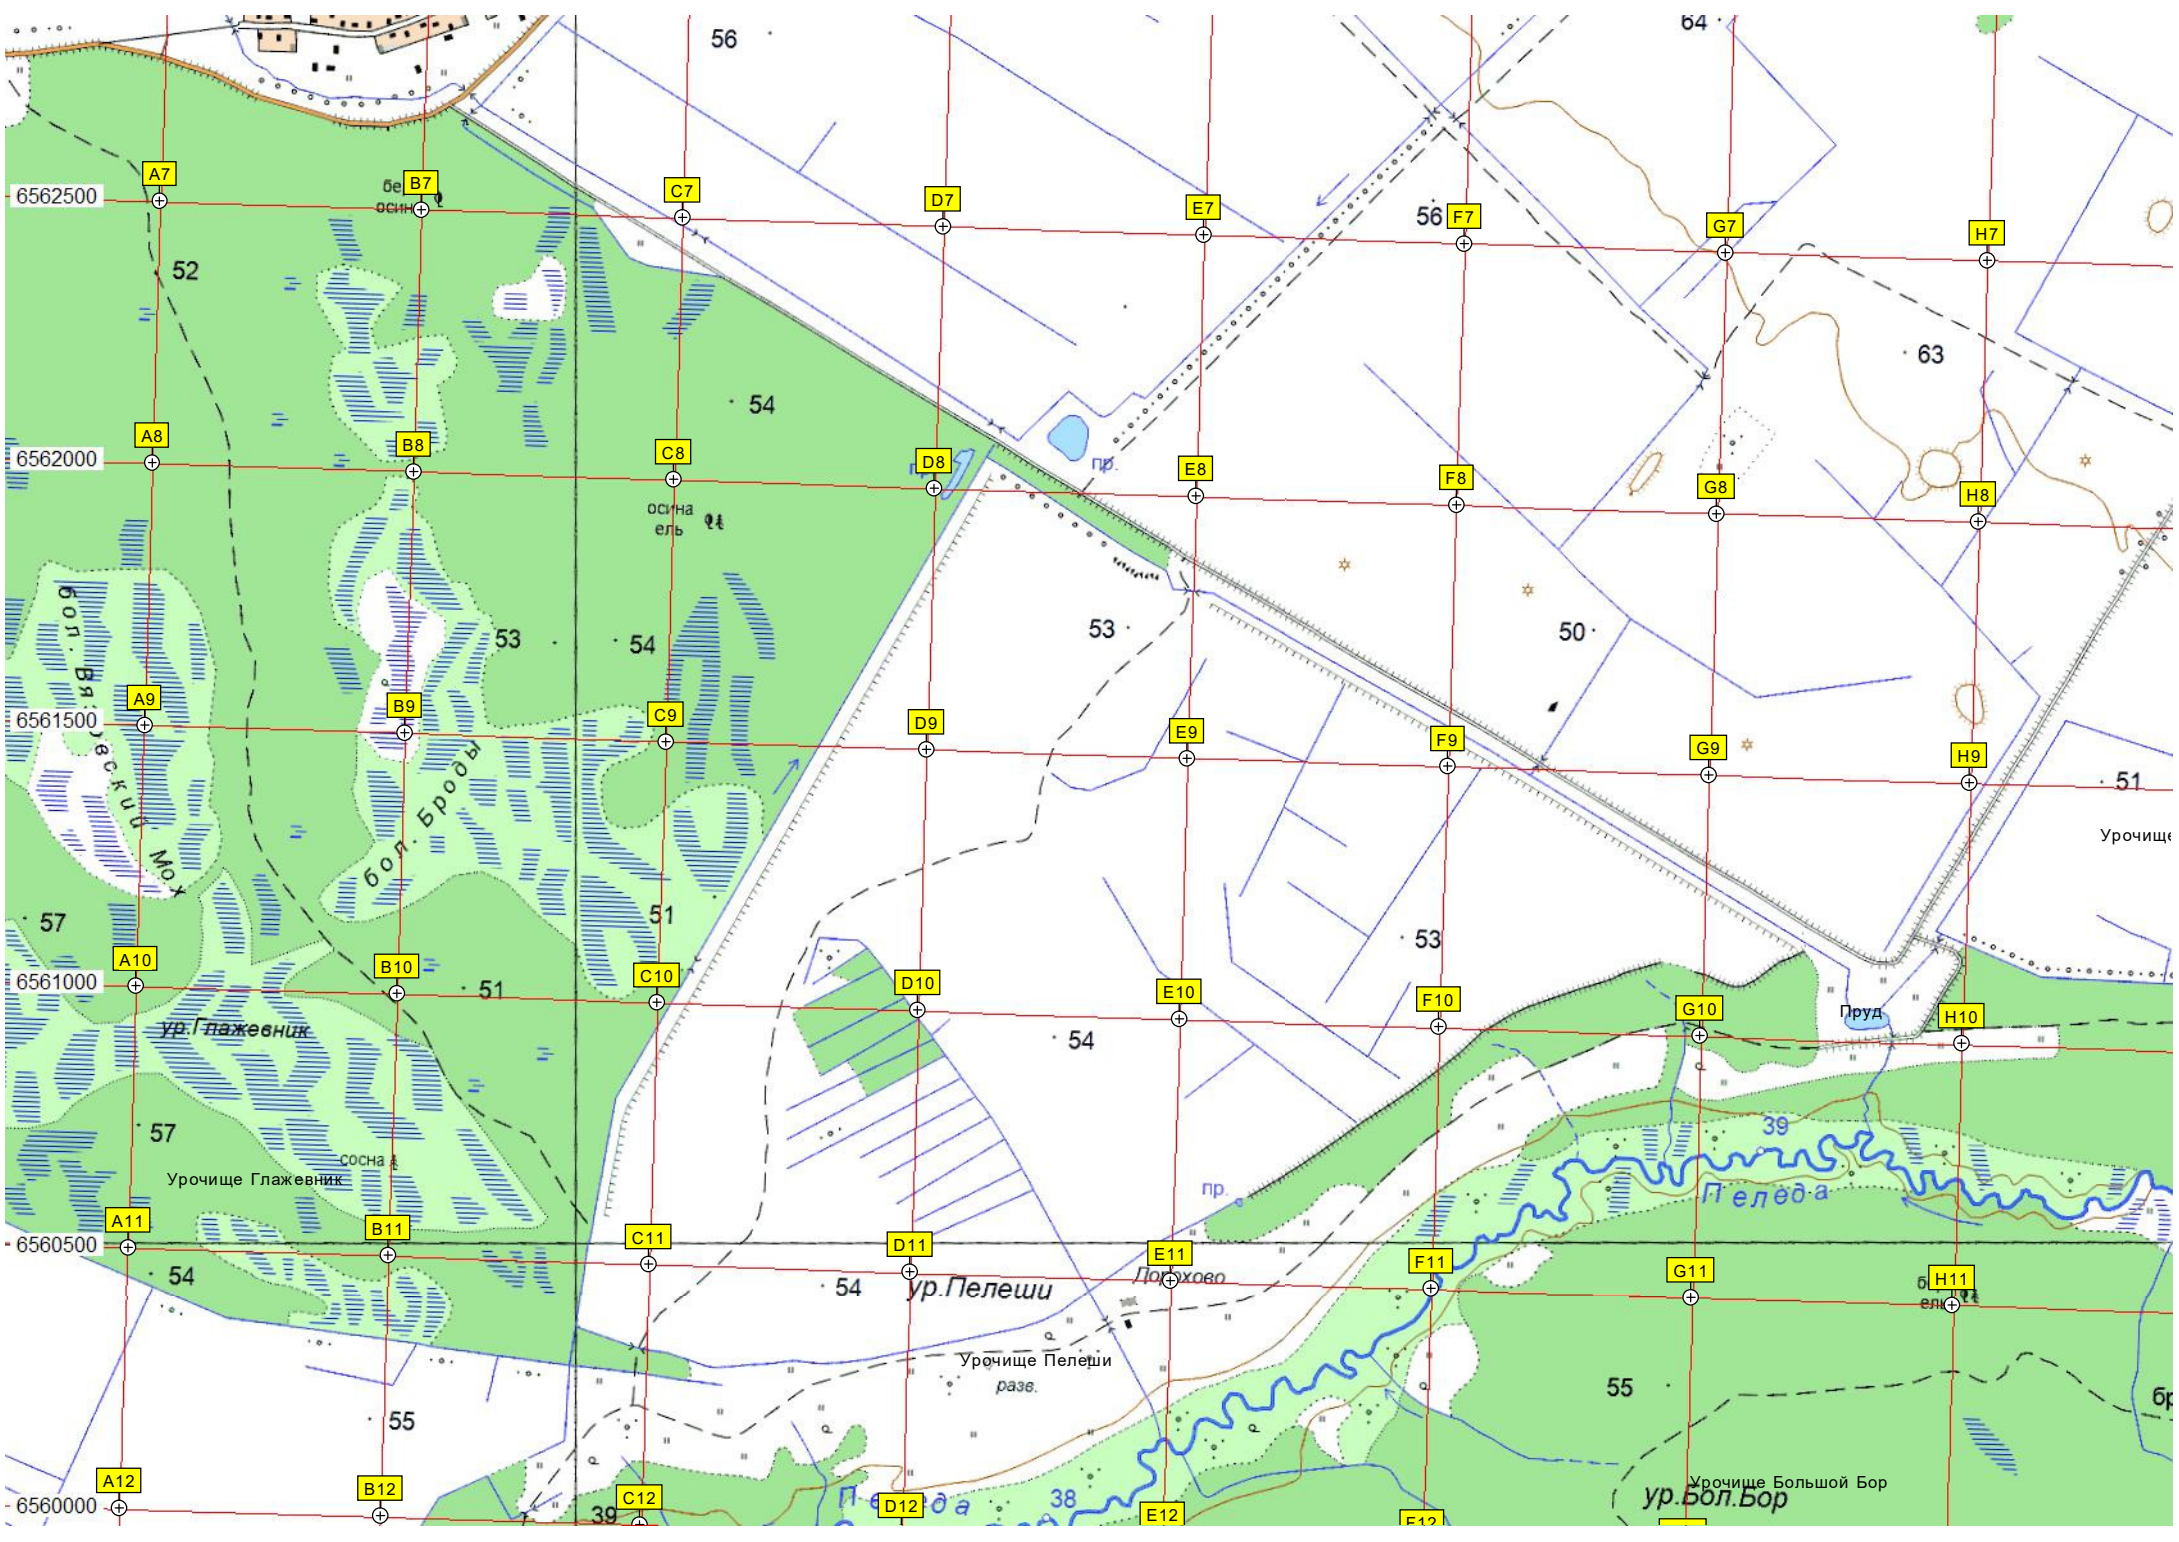 56
64
A7
B7
C7
D7
E7
F7
G7
H7
6562500
56
52
63
54
A8
B8
C8
D8
E8
F8
G8
H8
6562000
пр.
осина
ель
53
54
53
50
бол. Вя
вский Мох
A9
B9
C9
D9
E9
F9
G9
H9
6561500
51
бол. Броды
57
51
53
A10
B10
C10
D10
E10
F10
G10
H10
6561000
51
Пруд
ур.Глажевник
54
57
39
сосна
Урочище Глажевник
пр.
Пеледа
A11
B11
C11
D11
E11
F11
G11
H11
6560500
54
54
ур.Пелеши
Урочище Пелеши
разв.
55
55
A12
B12
C12
D12
E12
F12
6560000
39
38
Урочище Большой Бор
ур.Бол.Бор